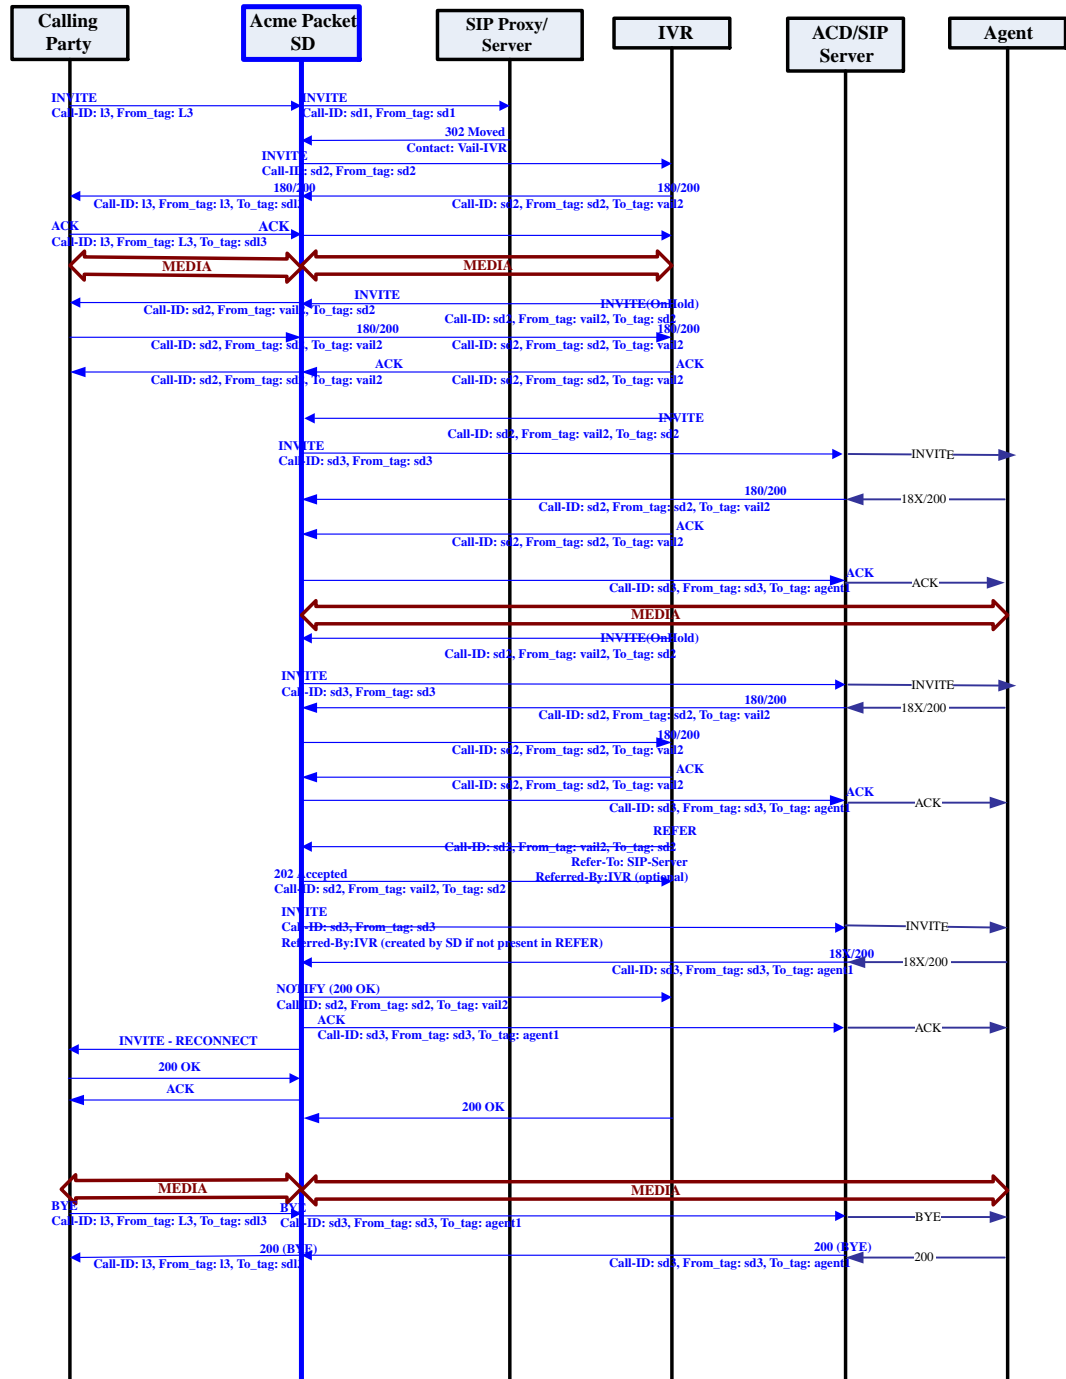 Calling
Party
Acme Packet
SD
SIP Proxy/
Server
IVR
ACD/SIP
Server
Agent
INVITE
Call-ID: l3, From_tag: L3
INVITE
Call-ID: sd1, From_tag: sd1
302 Moved
Contact: Vail-IVR
INVITE
Call-ID: sd2, From_tag: sd2
180/200
Call-ID: l3, From_tag: l3, To_tag: sdl3
180/200
Call-ID: sd2, From_tag: sd2, To_tag: vail2
ACK
Call-ID: l3, From_tag: L3, To_tag: sdl3
ACK
MEDIA
MEDIA
INVITE
Call-ID: sd2, From_tag: vail2, To_tag: sd2
INVITE(OnHold)
Call-ID: sd2, From_tag: vail2, To_tag: sd2
180/200
Call-ID: sd2, From_tag: sd2, To_tag: vail2
180/200
Call-ID: sd2, From_tag: sd2, To_tag: vail2
ACK
Call-ID: sd2, From_tag: sd2, To_tag: vail2
ACK
Call-ID: sd2, From_tag: sd2, To_tag: vail2
INVITE
Call-ID: sd2, From_tag: vail2, To_tag: sd2
INVITE
Call-ID: sd3, From_tag: sd3
INVITE
180/200
Call-ID: sd2, From_tag: sd2, To_tag: vail2
18X/200
ACK
Call-ID: sd2, From_tag: sd2, To_tag: vail2
ACK
Call-ID: sd3, From_tag: sd3, To_tag: agent1
ACK
MEDIA
INVITE(OnHold)
Call-ID: sd2, From_tag: vail2, To_tag: sd2
INVITE
Call-ID: sd3, From_tag: sd3
INVITE
180/200
Call-ID: sd2, From_tag: sd2, To_tag: vail2
18X/200
180/200
Call-ID: sd2, From_tag: sd2, To_tag: vail2
ACK
Call-ID: sd2, From_tag: sd2, To_tag: vail2
ACK
Call-ID: sd3, From_tag: sd3, To_tag: agent1
ACK
REFER
Call-ID: sd2, From_tag: vail2, To_tag: sd2
Refer-To: SIP-Server
Referred-By:IVR (optional)
202 Accepted
Call-ID: sd2, From_tag: vail2, To_tag: sd2
INVITE
Call-ID: sd3, From_tag: sd3
Referred-By:IVR (created by SD if not present in REFER)
INVITE
18X/200
Call-ID: sd3, From_tag: sd3, To_tag: agent1
18X/200
NOTIFY (200 OK)
Call-ID: sd2, From_tag: sd2, To_tag: vail2
ACK
Call-ID: sd3, From_tag: sd3, To_tag: agent1
ACK
INVITE - RECONNECT
200 OK
ACK
200 OK
MEDIA
MEDIA
BYE
Call-ID: l3, From_tag: L3, To_tag: sdl3
BYE
Call-ID: sd3, From_tag: sd3, To_tag: agent1
BYE
200 (BYE)
Call-ID: l3, From_tag: l3, To_tag: sdl3
200 (BYE)
Call-ID: sd3, From_tag: sd3, To_tag: agent1
200